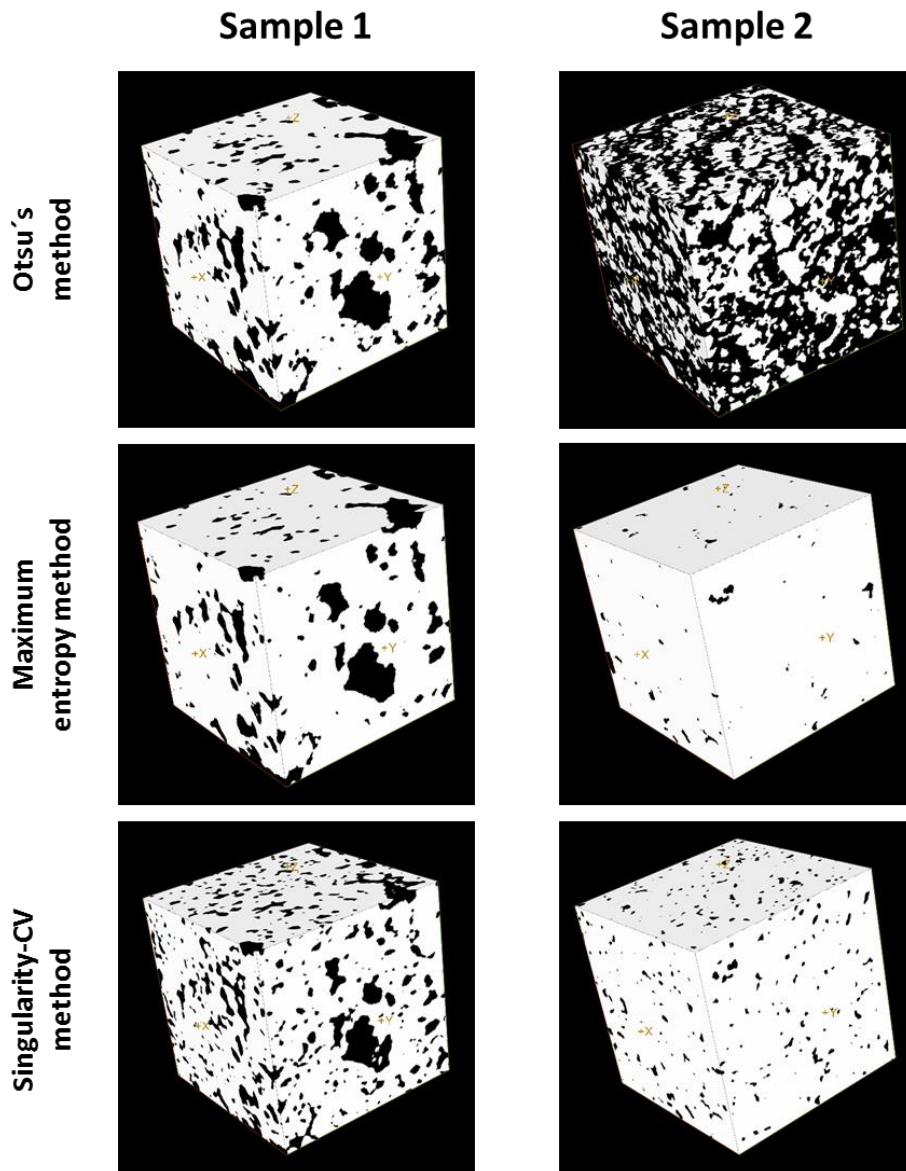 Sample 1
Sample 2
Otsu´s
method
+Z
+X
+Y
+Y
Maximum
entropy method
+Z
+X
+Y
+Z
+X
+Y
Singularity-CV
method
+Z
+X
+Y
+Z
+X
+Y